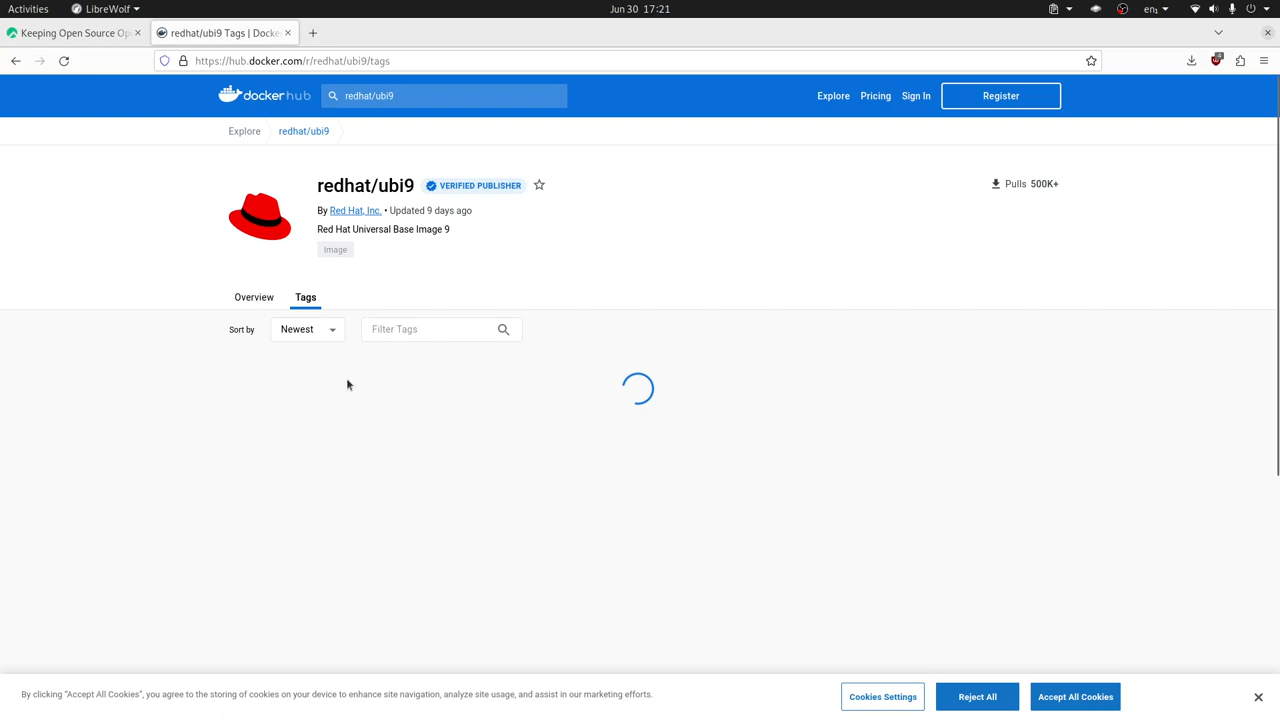 Activities LibreWolf Jun 30 17:21 en₁
Keeping Open Source Op redhat/ubi9 Tags | Docke
https://hub.docker.com/r/redhat/ubi9/tags 4
dockerhub redhat/ubi9 Explore Pricing Sign In Register
Explore redhat/ubi9
redhat/ubi9 VERIFIED PUBLISHER Pulls 500K+
By Red Hat, Inc. • Updated 9 days ago
Red Hat Universal Base Image 9
Image
Overview Tags
Sort by Newest Filter Tags
By clicking “Accept All Cookies”, you agree to the storing of cookies on your device to enhance site navigation, analyze site usage, and assist in our marketing efforts. Cookies Settings Reject All Accept All Cookies